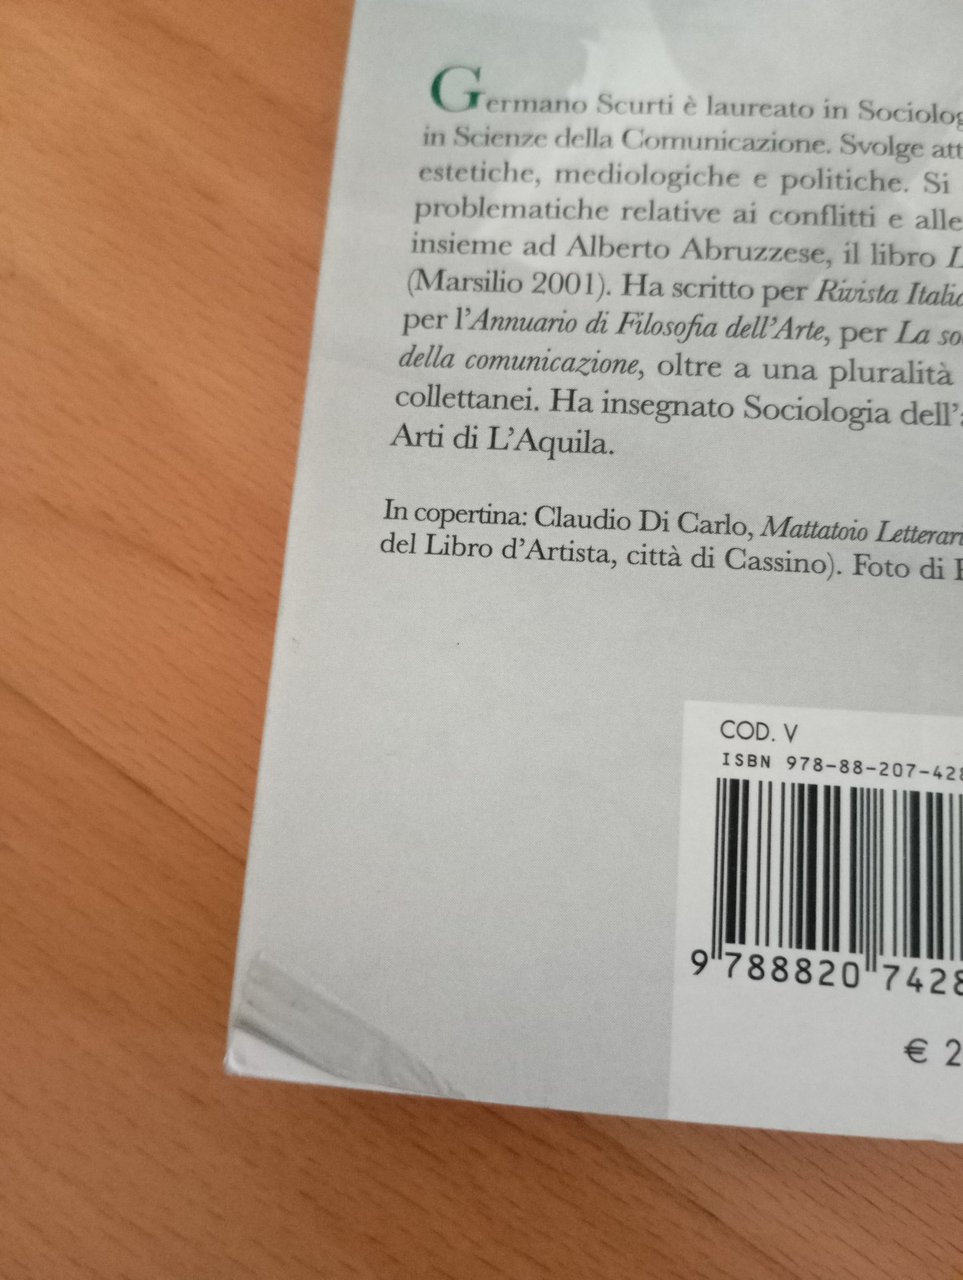 Germano Scurti è laureato in Sociolog
in Scienze della Comunicazione. Svolge att
estetiche, mediologiche e politiche. Si
problematiche relative ai conflitti e alle
insieme ad Alberto Abruzzese, il libro L
(Marsilio 2001). Ha scritto per Rivista Italia
per l'Annuario di Filosofia dell'Arte, per La so
della comunicazione, oltre a una pluralità
collettanei. Ha insegnato Sociologia dell'a
Arti di L'Aquila.
In copertina: Claudio Di Carlo, Mattatoio Letterari
del Libro d'Artista, città di Cassino). Foto di
COD. V
ISBN 978-88-207-428
9 788820 7428
€ 2